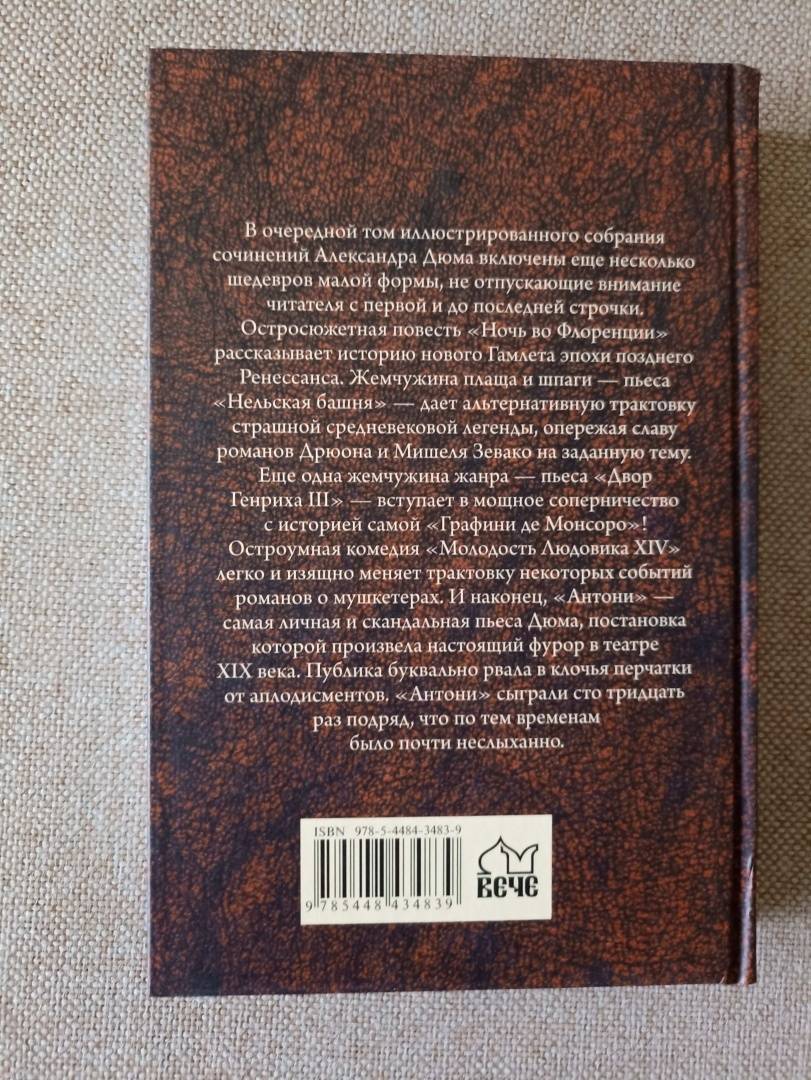 В очередной том иллюстрированного собрания
сочинений Александра Дюма включены еще несколько
шедевров малой формы, не отпускающие внимание
читателя с первой и до последней строчки.
Остросюжетная повесть «Ночь во Флоренции»
рассказывает историю нового Гамлета эпохи позднего
Ренессанса. Жемчужина плаща и шпаги — пьеса
«Нельская башня» — дает альтернативную трактовку
страшной средневековой легенды, опережая славу
романов Дрюона и Мишеля Зевако на заданную тему.
Еще одна жемчужина жанра — пьеса «Двор
Генриха III» — вступает в мощное соперничество
с историей самой «Графини де Монсоро»!
Остроумная комедия «Молодость Людовика XIV»
легко и изящно меняет трактовку некоторых событий
романов о мушкетерах. И наконец, «Антони» —
самая личная и скандальная пьеса Дюма, постановка
которой произвела настоящий фурор в театре
XIX века. Публика буквально рвала в клочья перчатки
от аплодисментов. «Антони» сыграли сто тридцать
раз подряд, что по тем временам
было почти неслыханно.
ISBN 978-5-4484-3483-9
9 785448 434839
ВЕЧЕ